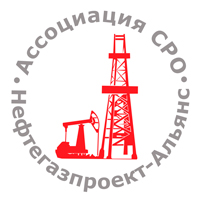 Ассоциация СРО
Нефтегазпроект-Альянс